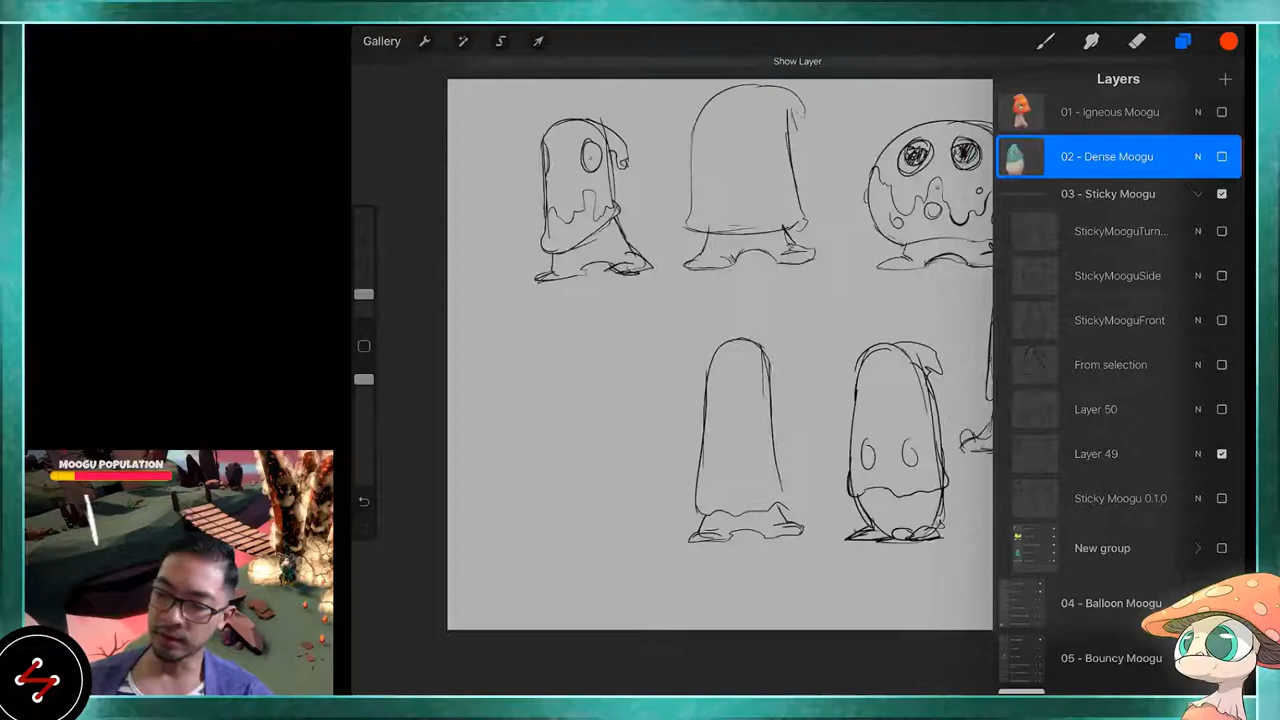 Gallery
Show Layer
Layers
01 - Igneous Moogu N
02 - Dense Moogu N
03 - Sticky Moogu
StickyMooguTurn... N
StickyMooguSide N
StickyMooguFront N
From selection N
Layer 50 N
Layer 49 N
Sticky Moogu 0.1.0 N
New group
04 - Balloon Moogu
05 - Bouncy Moogu
MOOGU POPULATION